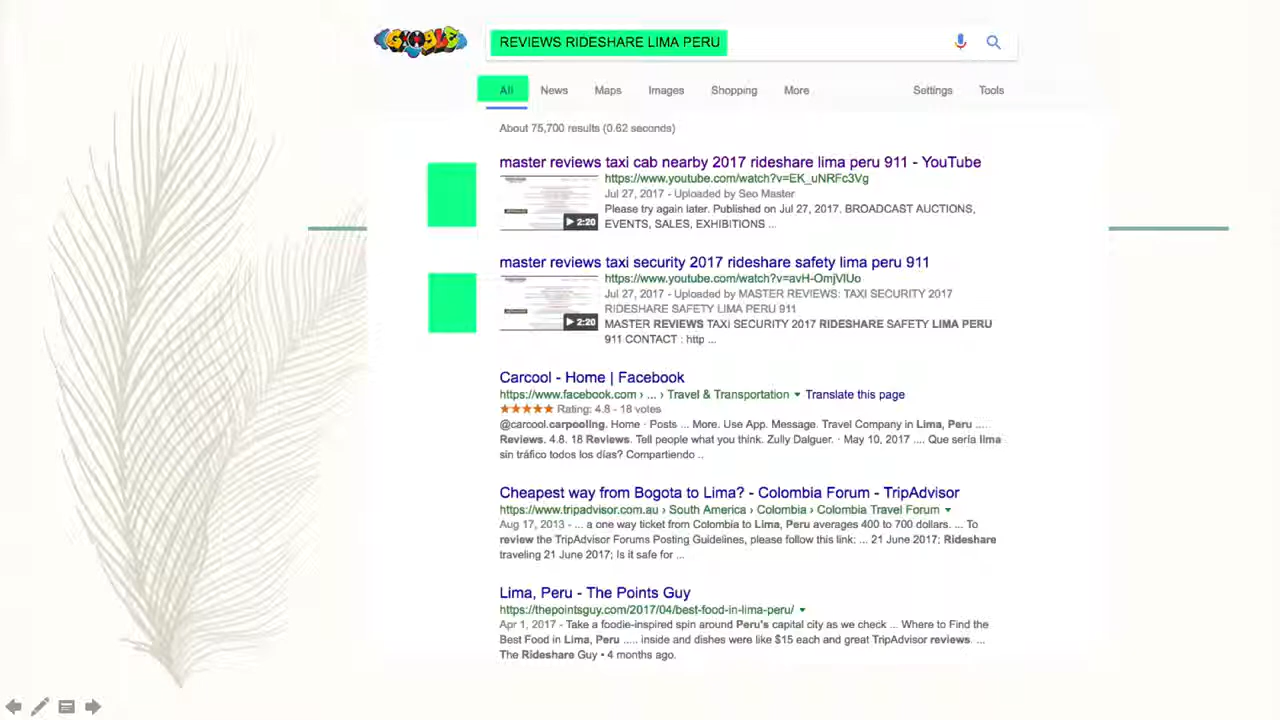 GOOGLE
REVIEWS RIDESHARE LIMA PERU
All News Maps Images Shopping More Settings Tools
About 75,700 results (0.62 seconds)
master reviews taxi cab nearby 2017 rideshare lima peru 911 - YouTube
https://www.youtube.com/watch?v=EK_uNRFc3Vg
Jul 27, 2017 - Uploaded by Seo Master
Please try again later. Published on Jul 27, 2017. BROADCAST AUCTIONS,
2:20 EVENTS, SALES, EXHIBITIONS ...
master reviews taxi security 2017 rideshare safety lima peru 911
https://www.youtube.com/watch?v=avH-OmjVlUo
Jul 27, 2017 - Uploaded by MASTER REVIEWS: TAXI SECURITY 2017
RIDESHARE SAFETY LIMA PERU 911
2:20 MASTER REVIEWS TAXI SECURITY 2017 RIDESHARE SAFETY LIMA PERU
911 CONTACT : http ...
Carcool - Home | Facebook
https://www.facebook.com › ... › Travel & Transportation Translate this page
Rating: 4.8 - 18 votes
@carcool.carpooling. Home · Posts ... More. Use App. Message. Travel Company in Lima, Peru ....
Reviews. 4.8. 18 Reviews. Tell people what you think. Zully Dalguer. · May 10, 2017 .... Que sería lima
sin tráfico todos los días? Compartiendo ..
Cheapest way from Bogota to Lima? - Colombia Forum - TripAdvisor
https://www.tripadvisor.com.au › South America › Colombia › Colombia Travel Forum
Aug 17, 2013 - ... a one way ticket from Colombia to Lima, Peru averages 400 to 700 dollars. ... To
review the TripAdvisor Forums Posting Guidelines, please follow this link: ... 21 June 2017; Rideshare
traveling 21 June 2017; Is it safe for ...
Lima, Peru - The Points Guy
https://thepointsguy.com/2017/04/best-food-in-lima-peru/
Apr 1, 2017 - Take a foodie-inspired spin around Peru's capital city as we check ... Where to Find the
Best Food in Lima, Peru ..... inside and dishes were like $15 each and great TripAdvisor reviews. ...
The Rideshare Guy • 4 months ago.